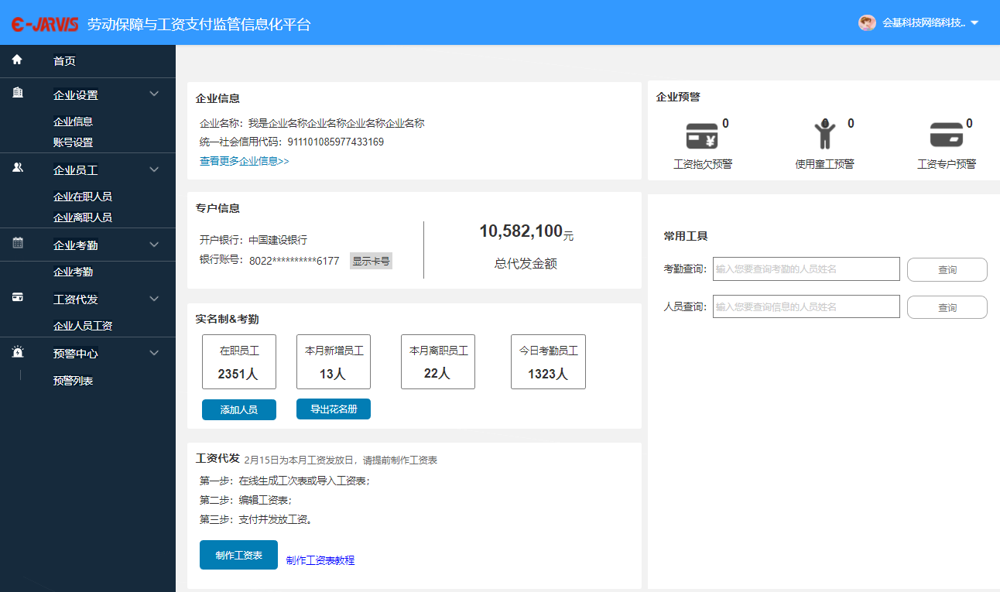 E-JARVIS 劳动保障与工资支付监管信息化平台
会基科技网络科技..
首页
企业设置
企业信息
账号设置
企业员工
企业在职人员
企业离职人员
企业考勤
企业考勤
工资代发
企业人员工资
预警中心
预警列表
企业信息
企业名称：我是企业名称企业名称企业名称企业名称
统一社会信用代码：911101085977433169
查看更多企业信息>>
专户信息
开户银行：中国建设银行
银行账号：8022**********6177 显示卡号
10,582,100元
总代发金额
实名制&考勤
在职员工 本月新增员工 本月离职员工 今日考勤员工
2351人 13人 22人 1323人
添加人员 导出花名册
工资代发 2月15日为本月工资发放日，请提前制作工资表
第一步：在线生成工次表或导入工资表；
第二步：编辑工资表；
第三步：支付并发放工资。
制作工资表 制作工资表教程
企业预警
0 0 0
工资拖欠预警 使用童工预警 工资专户预警
常用工具
考勤查询： 输入您要查询考勤的人员姓名 查询
人员查询： 输入您要查询信息的人员姓名 查询